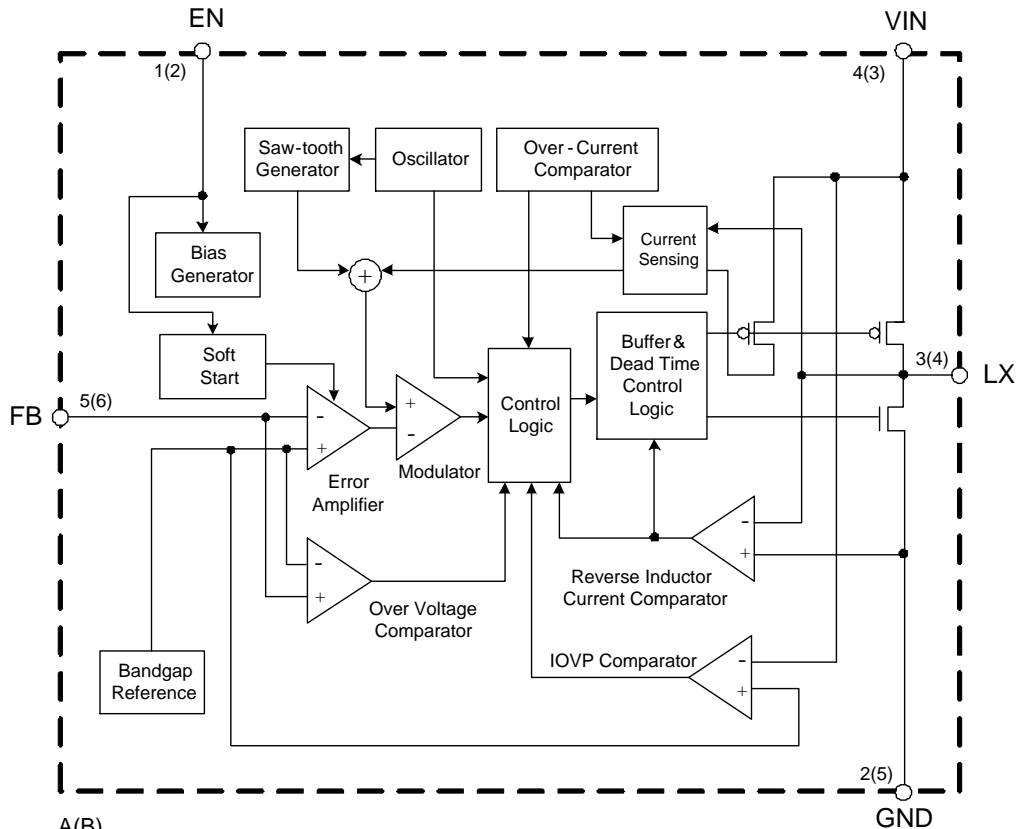 EN
VIN
1(2)
4(3)
Saw-tooth
Generator
Oscillator
Over - Current
Comparator
Current
Sensing
Bias
Generator
+
Soft
Start
Buffer &
Dead Time
Control
Logic
3(4)
LX
FB
5(6)
-
+
Error
Amplifier
+
-
Modulator
Control
Logic
-
+
Reverse Inductor
Current Comparator
-
+
Over Voltage
Comparator
Bandgap
Reference
IOVP Comparator
-
+
2(5)
GND
A(B)